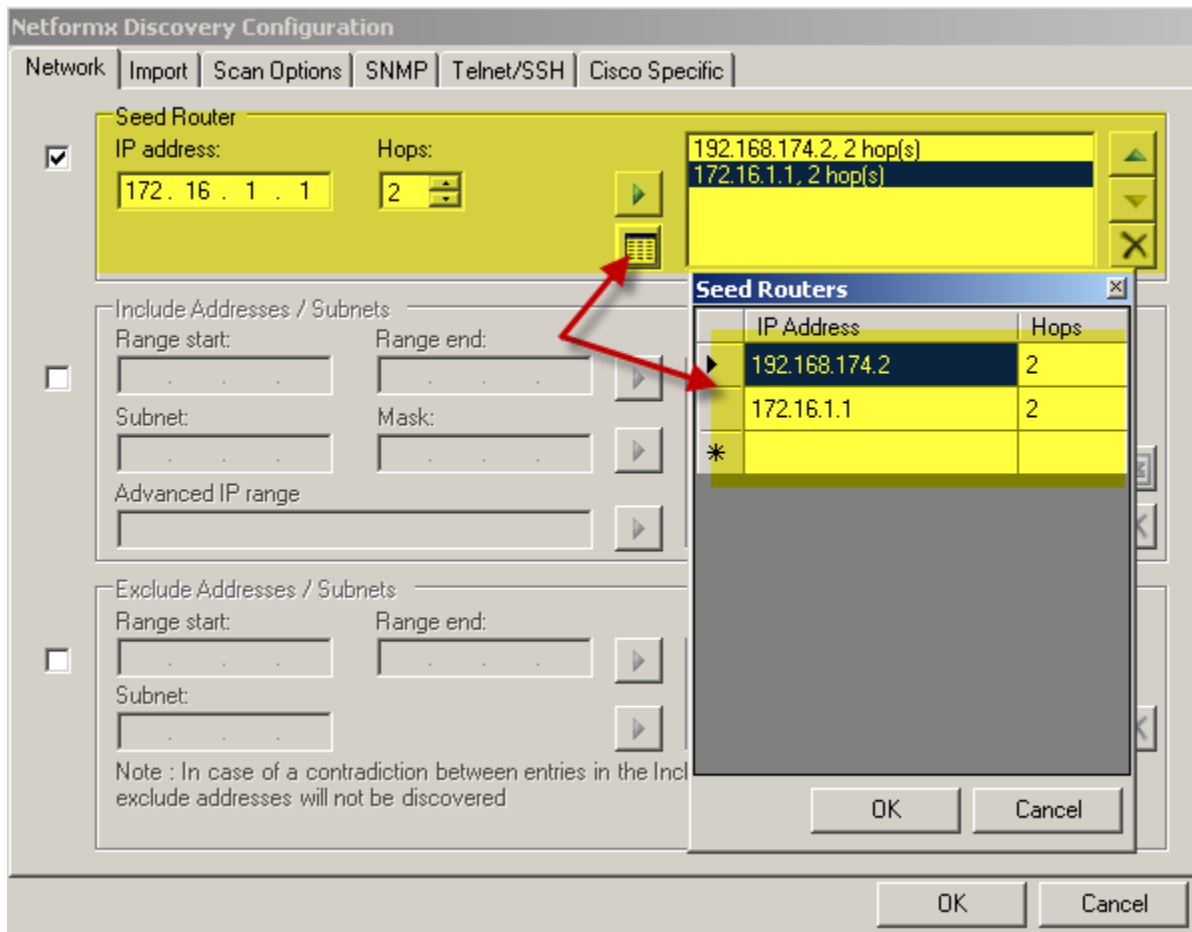 Netformx Discovery Configuration
Network Import Scan Options SNMP Telnet/SSH Cisco Specific
Seed Router
IP address: Hops:
172 . 16 . 1 . 1 2
192.168.174.2, 2 hop(s)
172.16.1.1, 2 hop(s)
Seed Routers
IP Address Hops
192.168.174.2 2
172.16.1.1 2
OK Cancel
Include Addresses / Subnets
Range start: Range end:
Subnet: Mask:
Advanced IP range
Exclude Addresses / Subnets
Range start: Range end:
Subnet:
Note : In case of a contradiction between entries in the Incl
exclude addresses will not be discovered
OK Cancel